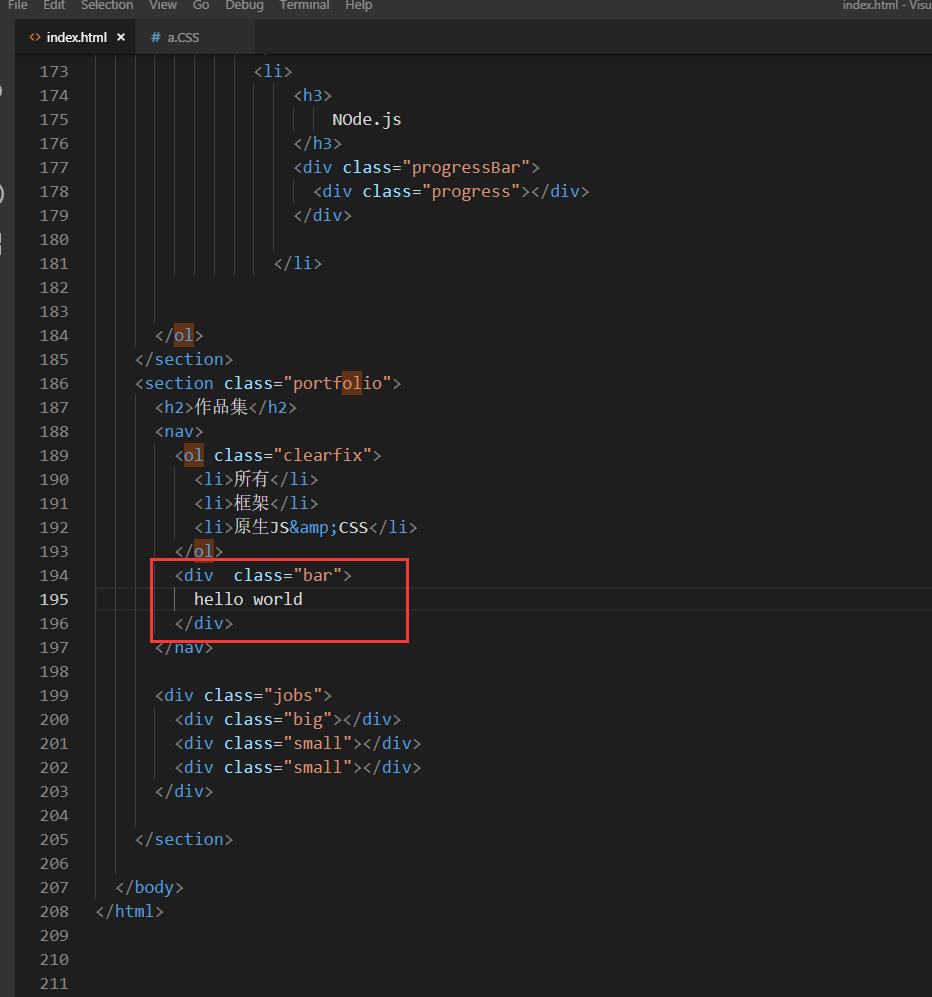 File Edit Selection View Go Debug Terminal Help index.html - Visu
<> index.html × # a.CSS
173 <li>
174 <h3>
175 NOde.js
176 </h3>
177 <div class="progressBar">
178 <div class="progress"></div>
179 </div>
180
181 </li>
182
183
184 </ol>
185 </section>
186 <section class="portfolio">
187 <h2>作品集</h2>
188 <nav>
189 <ol class="clearfix">
190 <li>所有</li>
191 <li>框架</li>
192 <li>原生JS&amp;CSS</li>
193 </ol>
194 <div  class="bar">
195 hello world
196 </div>
197 </nav>
198
199 <div class="jobs">
200 <div class="big"></div>
201 <div class="small"></div>
202 <div class="small"></div>
203 </div>
204
205 </section>
206
207 </body>
208 </html>
209
210
211